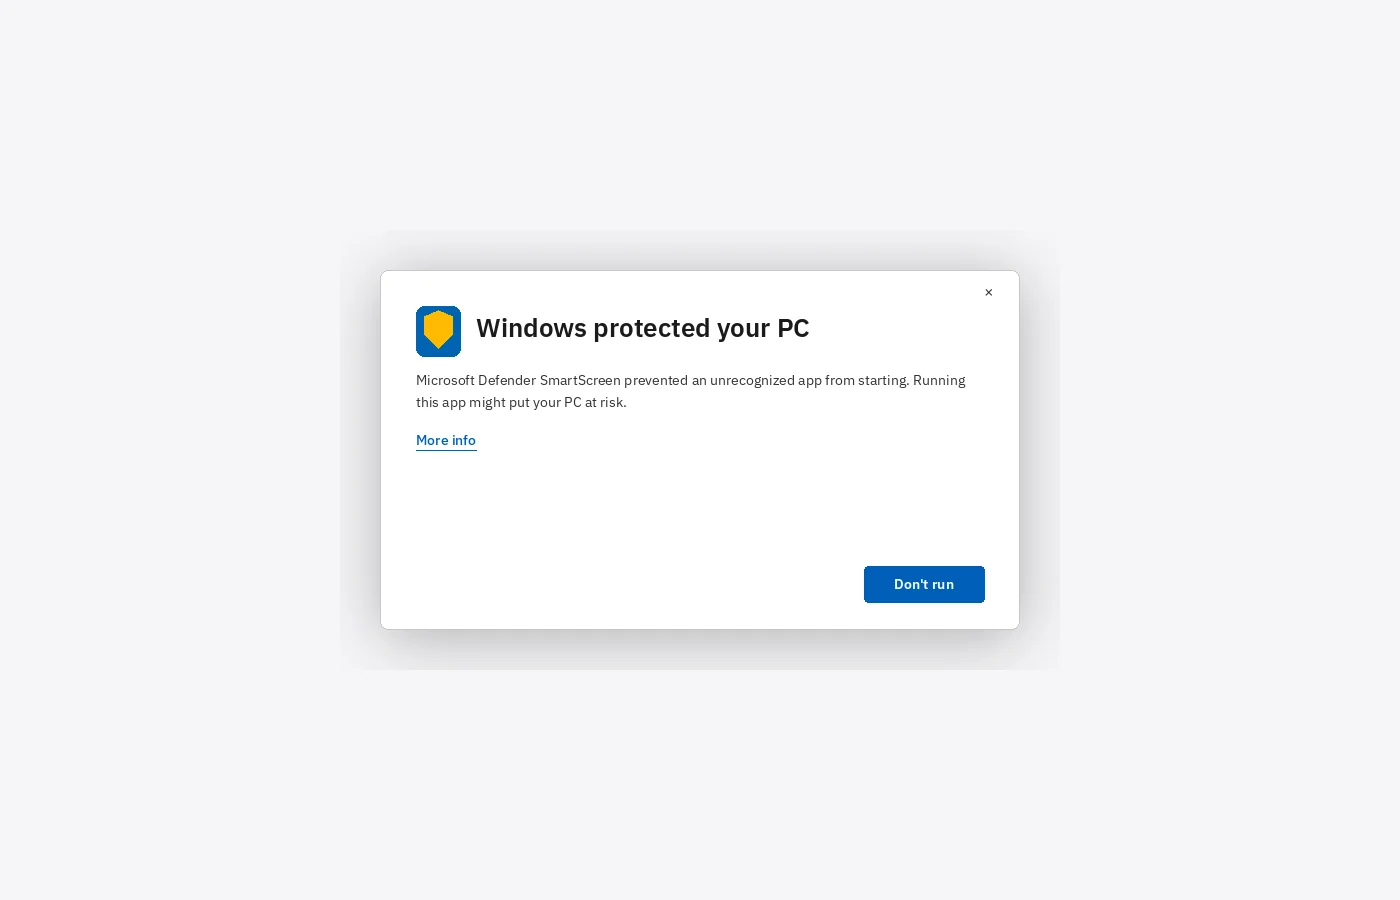 ×
Windows protected your PC
Microsoft Defender SmartScreen prevented an unrecognized app from starting. Running
this app might put your PC at risk.
More info
Don't run